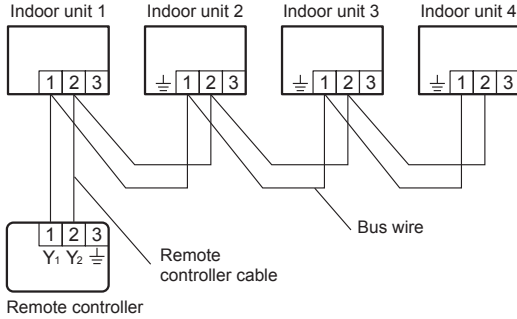 Indoor unit 1 Indoor unit 2 Indoor unit 3 Indoor unit 4
1 2 3 1 2 3 1 2 3 1 2 3
Bus wire
1 2 3
Y1 Y2
Remote
controller cable
Remote controller